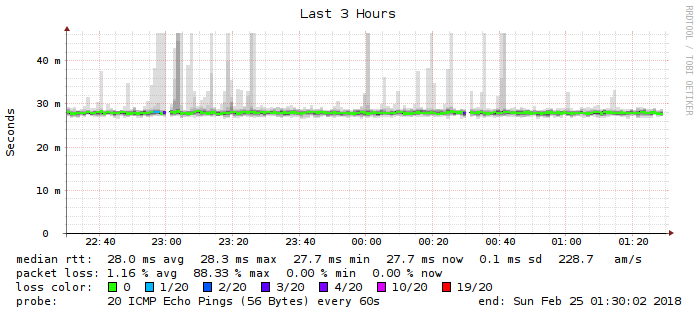 Last 3 Hours
RRDTOOL / TOBI OETIKER
Seconds
40 m
30 m
20 m
10 m
0
22:40 23:00 23:20 23:40 00:00 00:20 00:40 01:00 01:20
median rtt: 28.0 ms avg 28.3 ms max 27.7 ms min 27.7 ms now 0.1 ms sd 228.7 am/s
packet loss: 1.16 % avg 88.33 % max 0.00 % min 0.00 % now
loss color: 0 1/20 2/20 3/20 4/20 10/20 19/20
probe: 20 ICMP Echo Pings (56 Bytes) every 60s end: Sun Feb 25 01:30:02 2018